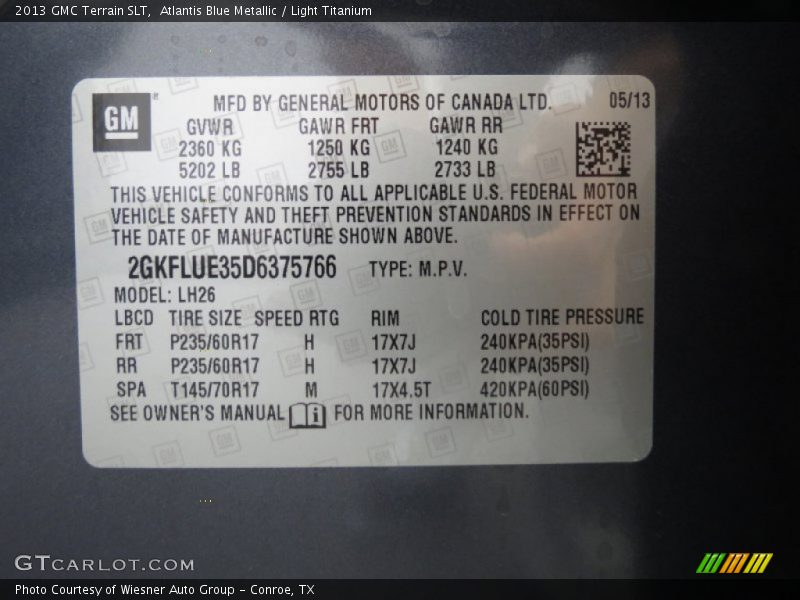 2013 GMC Terrain SLT, Atlantis Blue Metallic / Light Titanium
GM ® MFD BY GENERAL MOTORS OF CANADA LTD. 05/13
GVWR GAWR FRT GAWR RR
2360 KG 1250 KG 1240 KG
5202 LB 2755 LB 2733 LB
THIS VEHICLE CONFORMS TO ALL APPLICABLE U.S. FEDERAL MOTOR
VEHICLE SAFETY AND THEFT PREVENTION STANDARDS IN EFFECT ON
THE DATE OF MANUFACTURE SHOWN ABOVE.
2GKFLUE35D6375766 TYPE: M.P.V.
MODEL: LH26
LBCD TIRE SIZE SPEED RTG RIM COLD TIRE PRESSURE
FRT P235/60R17 H 17X7J 240KPA(35PSI)
RR P235/60R17 H 17X7J 240KPA(35PSI)
SPA T145/70R17 M 17X4.5T 420KPA(60PSI)
SEE OWNER'S MANUAL i FOR MORE INFORMATION.
GTCARLOT.COM
Photo Courtesy of Wiesner Auto Group - Conroe, TX